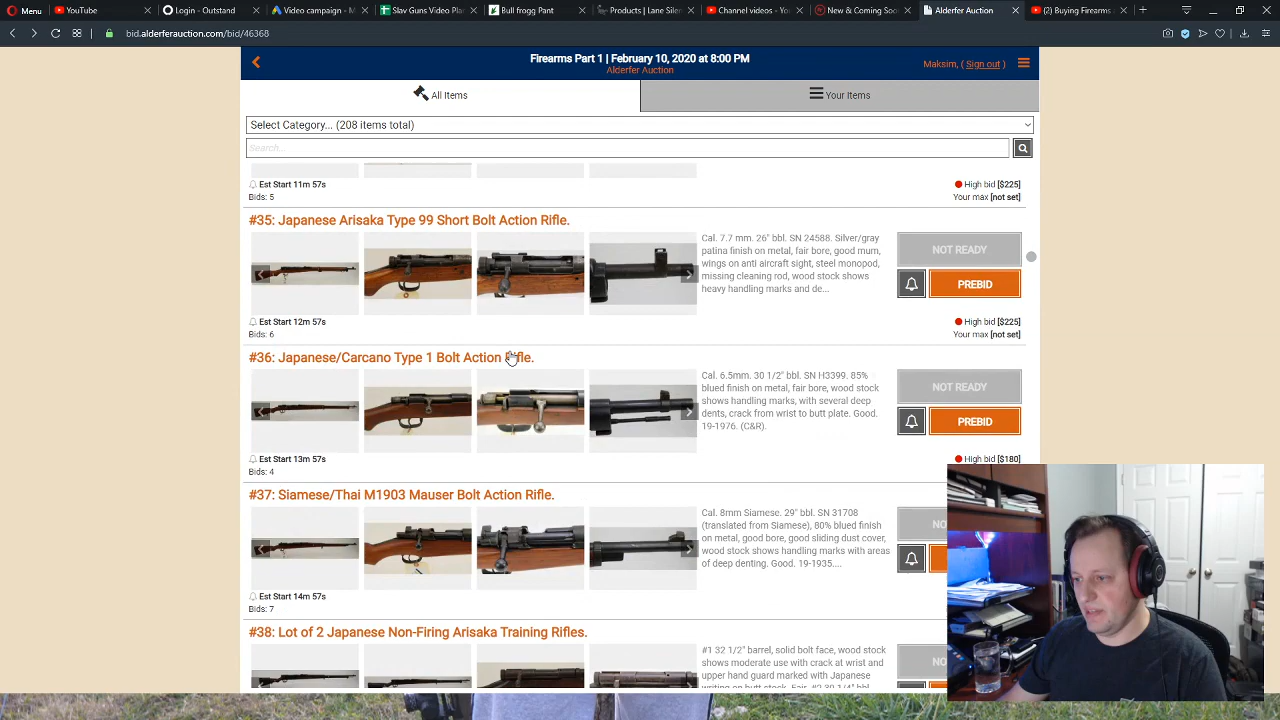 Menu
YouTube
Login - Outstand
Video campaign - M
Slav Guns Video Plan
Bull frogg Pant
Products | Lane Silen
Channel videos - You
New & Coming Soon
Alderfer Auction
(2) Buying Firearms
bid.alderferauction.com/bid/46368
Firearms Part 1 | February 10, 2020 at 8:00 PM
Alderfer Auction
Maksim, ( Sign out )
All Items
Your Items
Select Category... (208 items total)
Search...
Est Start 11m 57s
Bids: 5
High bid [$225]
Your max [not set]
#35: Japanese Arisaka Type 99 Short Bolt Action Rifle.
Cal. 7.7 mm. 26" bbl. SN 24588. Silver/gray
patina finish on metal, fair bore, good mum,
wings on anti aircraft sight, steel monopod,
missing cleaning rod, wood stock shows
heavy handling marks and de...
NOT READY
PREBID
Est Start 12m 57s
Bids: 6
High bid [$225]
Your max [not set]
#36: Japanese/Carcano Type 1 Bolt Action Rifle.
Cal. 6.5mm. 30 1/2" bbl. SN H3399. 85%
blued finish on metal, fair bore, wood stock
shows handling marks, with several deep
dents, crack from wrist to butt plate. Good.
19-1976. (C&R).
NOT READY
PREBID
Est Start 13m 57s
Bids: 4
High bid [$180]
#37: Siamese/Thai M1903 Mauser Bolt Action Rifle.
Cal. 8mm Siamese. 29" bbl. SN 31708
(translated from Siamese), 80% blued finish
on metal, good bore, good sliding dust cover,
wood stock shows handling marks with areas
of deep denting. Good. 19-1935....
NO
Est Start 14m 57s
Bids: 7
#38: Lot of 2 Japanese Non-Firing Arisaka Training Rifles.
#1 32 1/2" barrel, solid bolt face, wood stock
shows moderate use with crack at wrist and
upper hand guard marked with Japanese
NO